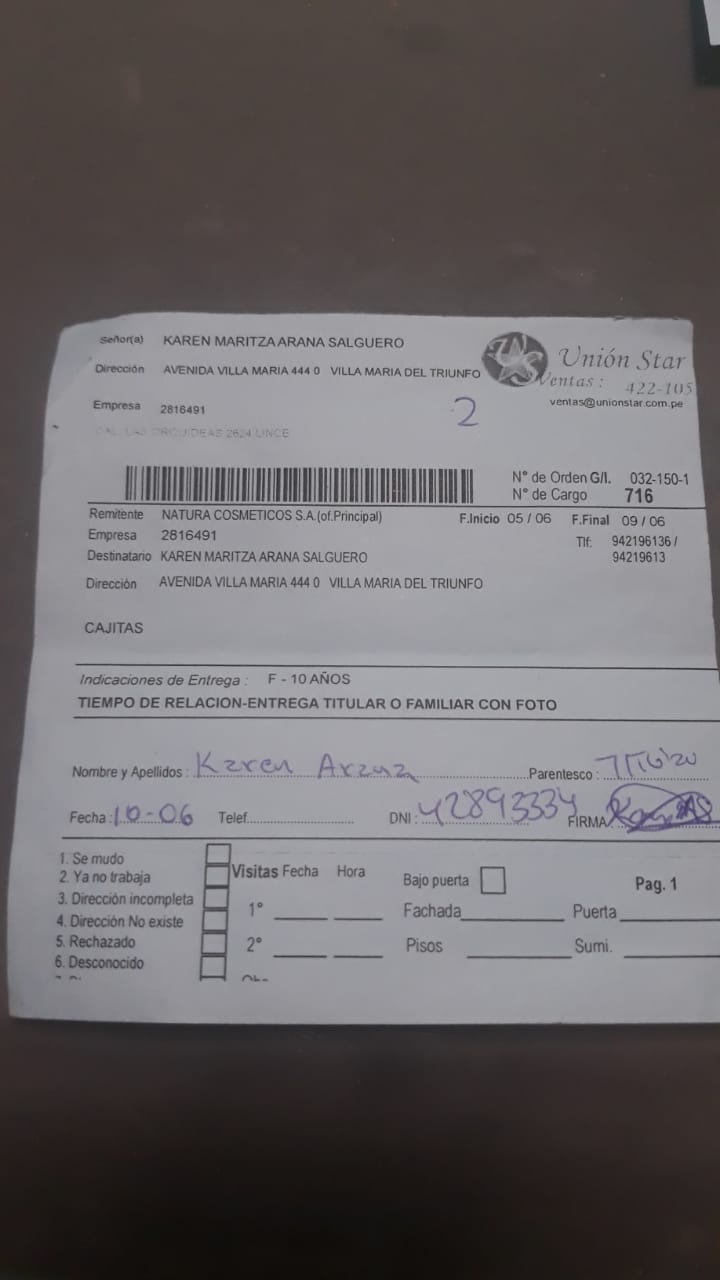 Señor(a) KAREN MARITZA ARANA SALGUERO
Dirección AVENIDA VILLA MARIA 444 0 VILLA MARIA DEL TRIUNFO
Unión Star
Ventas: 422-105
ventas@unionstar.com.pe
Empresa 2816491
2
CAL. LAS ORQUIDEAS 2624 LINCE
N° de Orden G/I. 032-150-1
N° de Cargo 716
Remitente NATURA COSMETICOS S.A.(of.Principal) F.Inicio 05 / 06 F.Final 09 / 06
Empresa 2816491 Tlf: 942196136 /
Destinatario KAREN MARITZA ARANA SALGUERO 94219613
Dirección AVENIDA VILLA MARIA 444 0 VILLA MARIA DEL TRIUNFO
CAJITAS
Indicaciones de Entrega : F - 10 AÑOS
TIEMPO DE RELACION-ENTREGA TITULAR O FAMILIAR CON FOTO
Nombre y Apellidos : Karen Arana Parentesco :
Fecha : 10-06 Telef. DNI : 42893334 FIRMA
1. Se mudo
2. Ya no trabaja
3. Dirección incompleta
4. Dirección No existe
5. Rechazado
6. Desconocido
Visitas Fecha Hora
1°
2°
Bajo puerta Pag. 1
Fachada Puerta
Pisos Sumi.